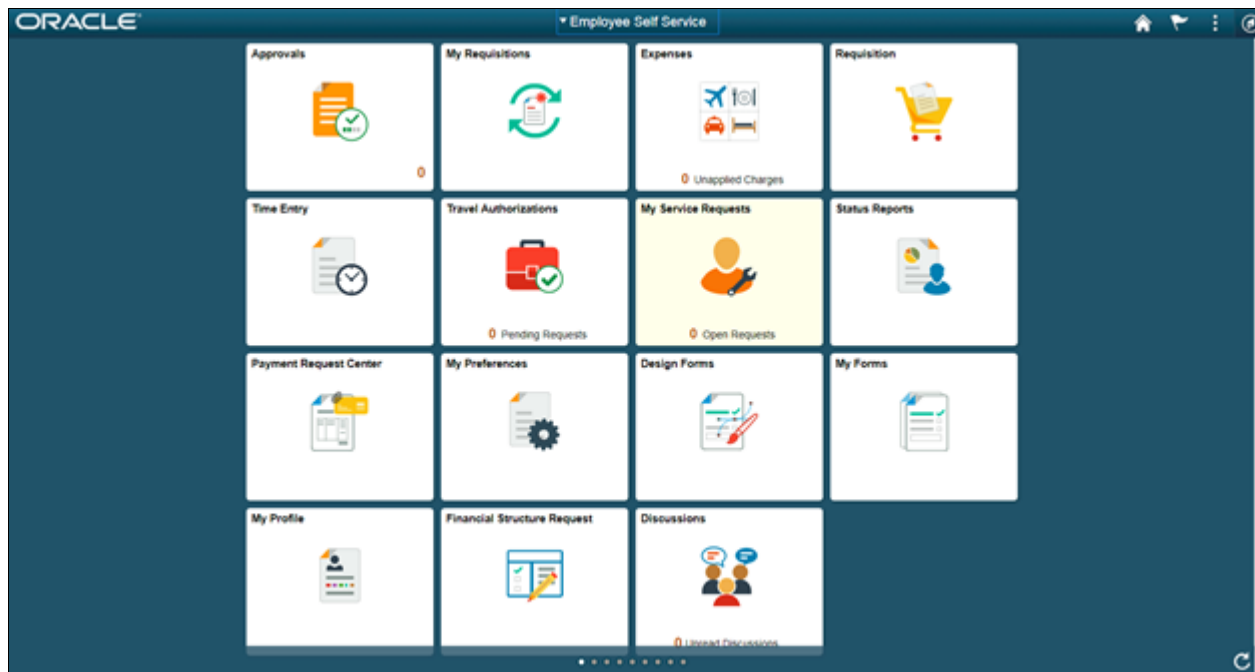 ORACLE
Employee Self Service
Approvals
0
My Requisitions
Expenses
0 Unapplied Charges
Requisition
Time Entry
Travel Authorizations
0 Pending Requests
My Service Requests
0 Open Requests
Status Reports
Payment Request Center
My Preferences
Design Forms
My Forms
My Profile
Financial Structure Request
Discussions
0 Unread Discussions